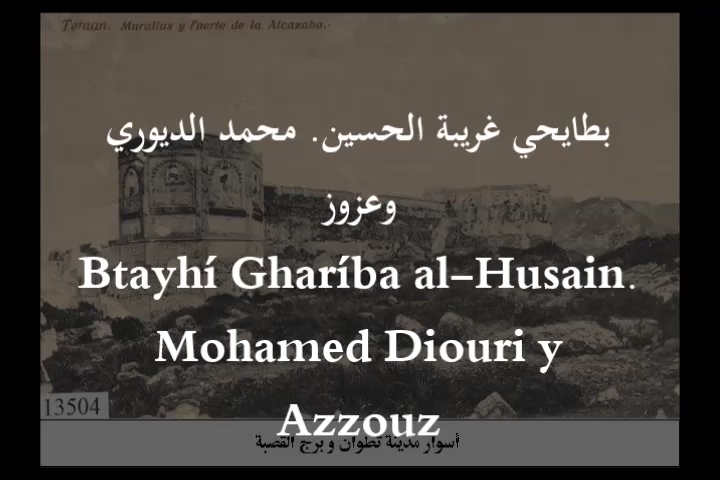 Tetuan. Murallas y Fuerte de la Alcazaba.
بطايحي غريبة الحسين. محمد الديوري
وعزوز
Btayhí Gharíba al-Husain.
Mohamed Diouri y
Azzouz
13504
أسوار مدينة تطوان و برج القصبة